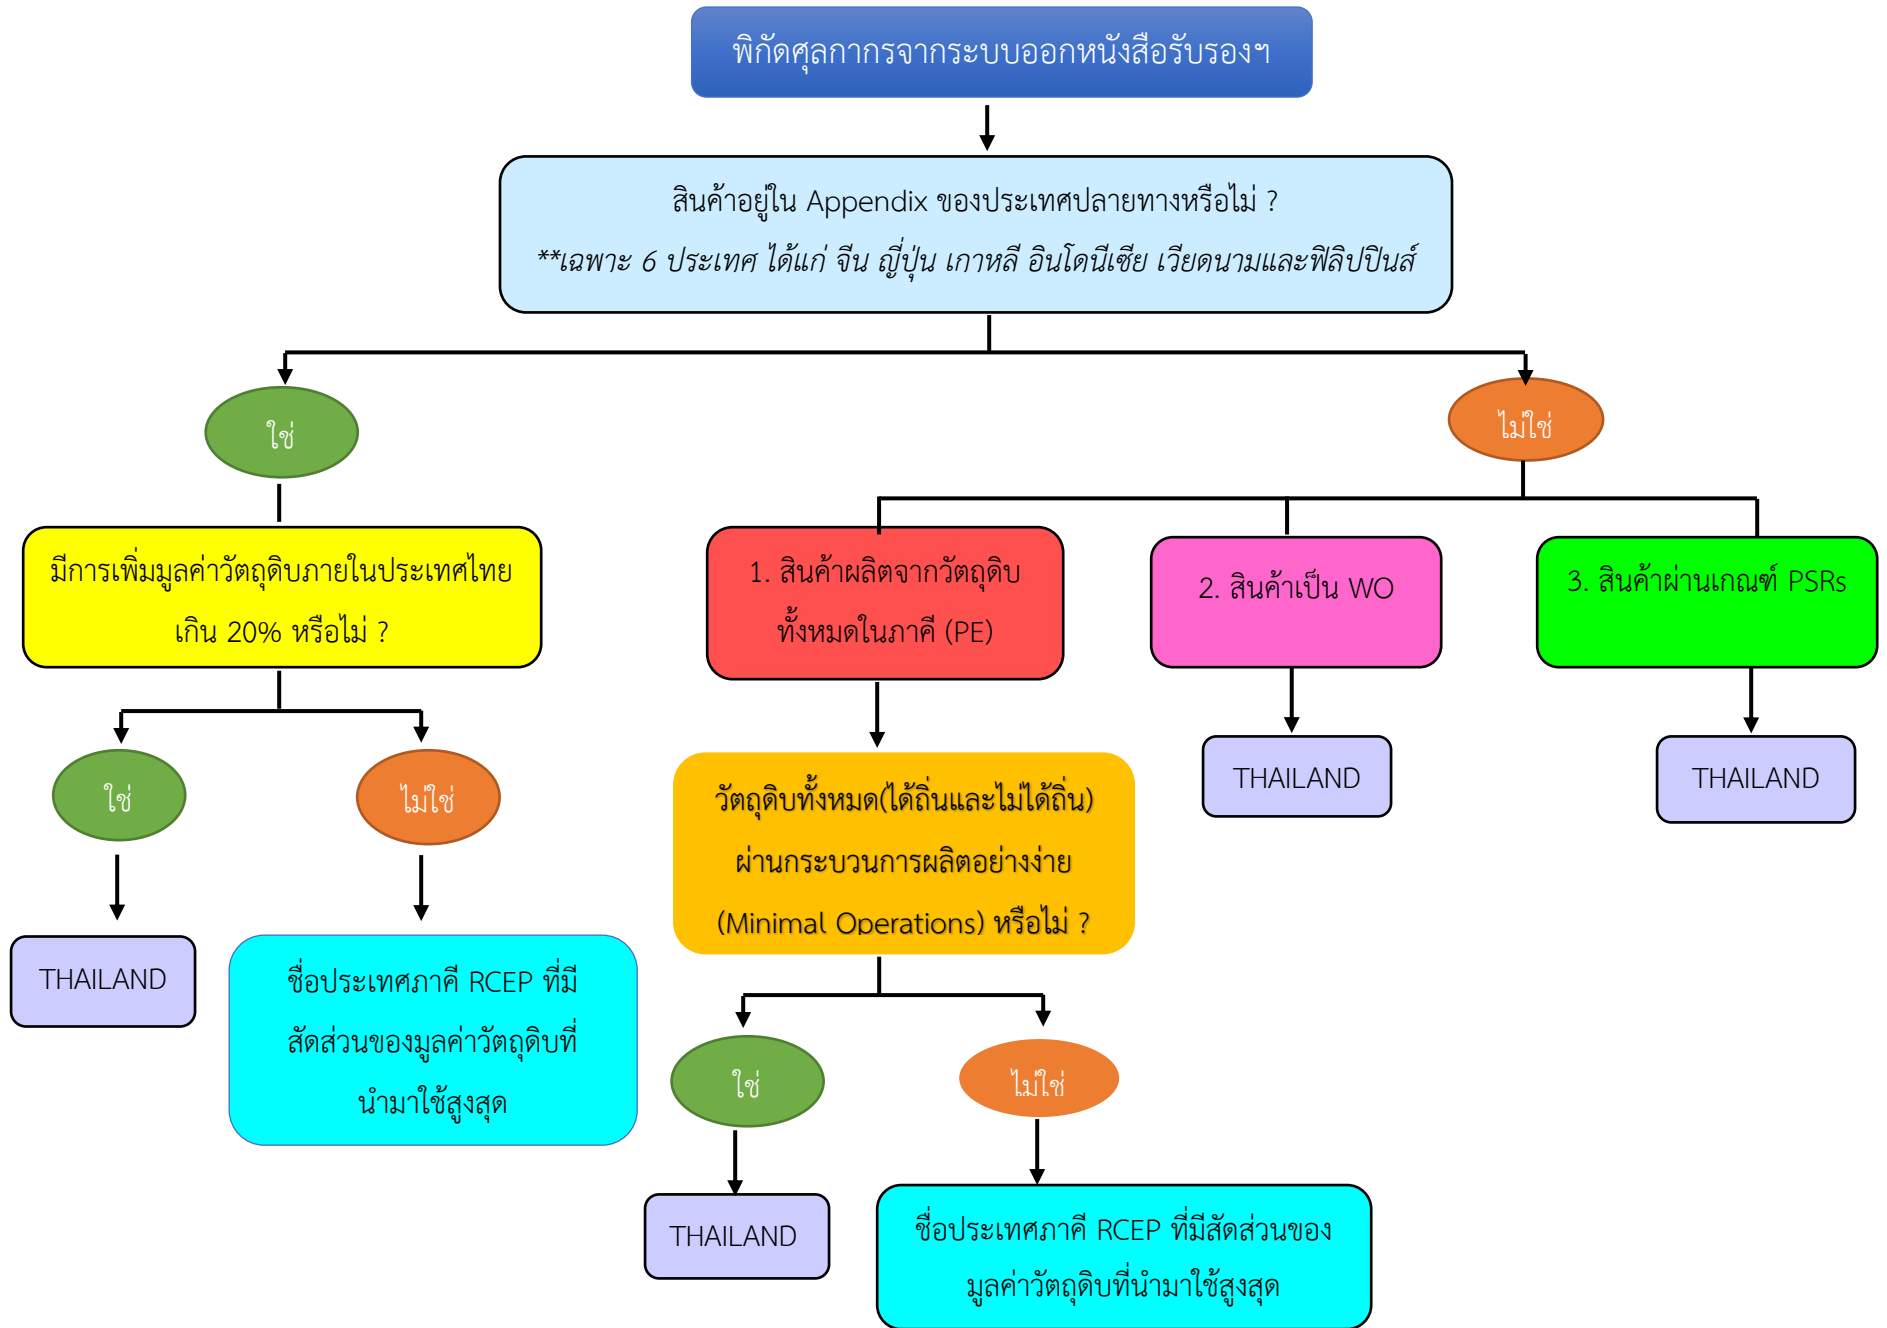 พิกัดศุลกากรจากระบบออกหนังสือรับรองฯ
สินค้าอยู่ใน Appendix ของประเทศปลายทางหรือไม่ ?
**เฉพาะ 6 ประเทศ ได้แก่ จีน ญี่ปุ่น เกาหลี อินโดนีเซีย เวียดนามและฟิลิปปินส์
ใช่
ไม่ใช่
มีการเพิ่มมูลค่าวัตถุดิบภายในประเทศไทย
เกิน 20% หรือไม่ ?
1. สินค้าผลิตจากวัตถุดิบ
ทั้งหมดในภาคี (PE)
2. สินค้าเป็น WO
3. สินค้าผ่านเกณฑ์ PSRs
ใช่
ไม่ใช่
วัตถุดิบทั้งหมด(ได้ถิ่นและไม่ได้ถิ่น)
ผ่านกระบวนการผลิตอย่างง่าย
(Minimal Operations) หรือไม่ ?
THAILAND
THAILAND
THAILAND
ชื่อประเทศภาคี RCEP ที่มี
สัดส่วนของมูลค่าวัตถุดิบที่
นำมาใช้สูงสุด
ใช่
ไม่ใช่
THAILAND
ชื่อประเทศภาคี RCEP ที่มีสัดส่วนของ
มูลค่าวัตถุดิบที่นำมาใช้สูงสุด